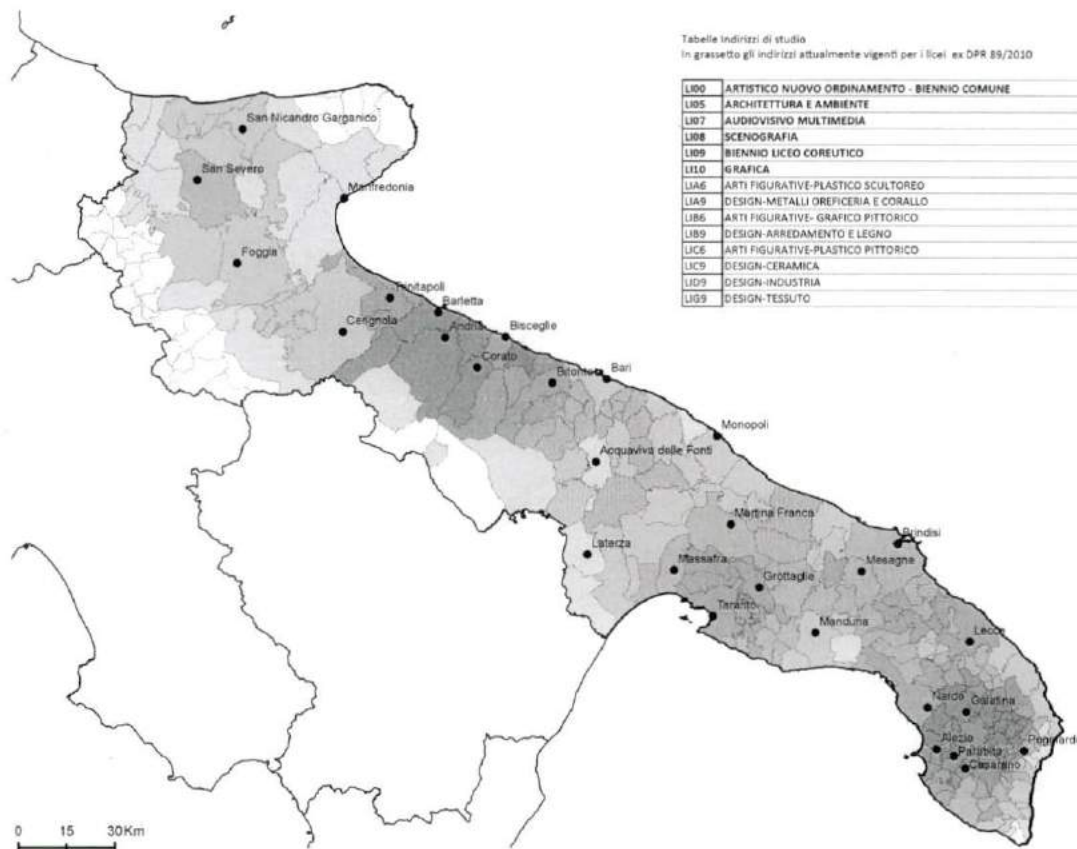 Tabelle Indirizzi di studio
In grassetto gli indirizzi attualmente vigenti per i licei ex DPR 89/2010
LI00 ARTISTICO NUOVO ORDINAMENTO - BIENNIO COMUNE
LI05 ARCHITETTURA E AMBIENTE
LI07 AUDIOVISIVO MULTIMEDIA
LI08 SCENOGRAFIA
LI09 BIENNIO LICEO COREUTICO
LI10 GRAFICA
LIA6 ARTI FIGURATIVE-PLASTICO SCULTOREO
LIA9 DESIGN-METALLI OREFICERIA E CORALLO
LIB6 ARTI FIGURATIVE- GRAFICO PITTORICO
LIB9 DESIGN-ARREDAMENTO E LEGNO
LIC6 ARTI FIGURATIVE-PLASTICO PITTORICO
LIC9 DESIGN-CERAMICA
LID9 DESIGN-INDUSTRIA
LIG9 DESIGN-TESSUTO
San Nicandro Garganico
San Severo
Manfredonia
Foggia
Trinitapoli
Barletta
Cerignola
Andria
Bisceglie
Corato
Bitonto
Bari
Monopoli
Acquaviva delle Fonti
Martina Franca
Brindisi
Laterza
Massafra
Mesagne
Grottaglie
Taranto
Manduria
Lecce
Nardò
Galatina
Alezio
Parabita
Poggiardo
Casarano
0 15 30Km